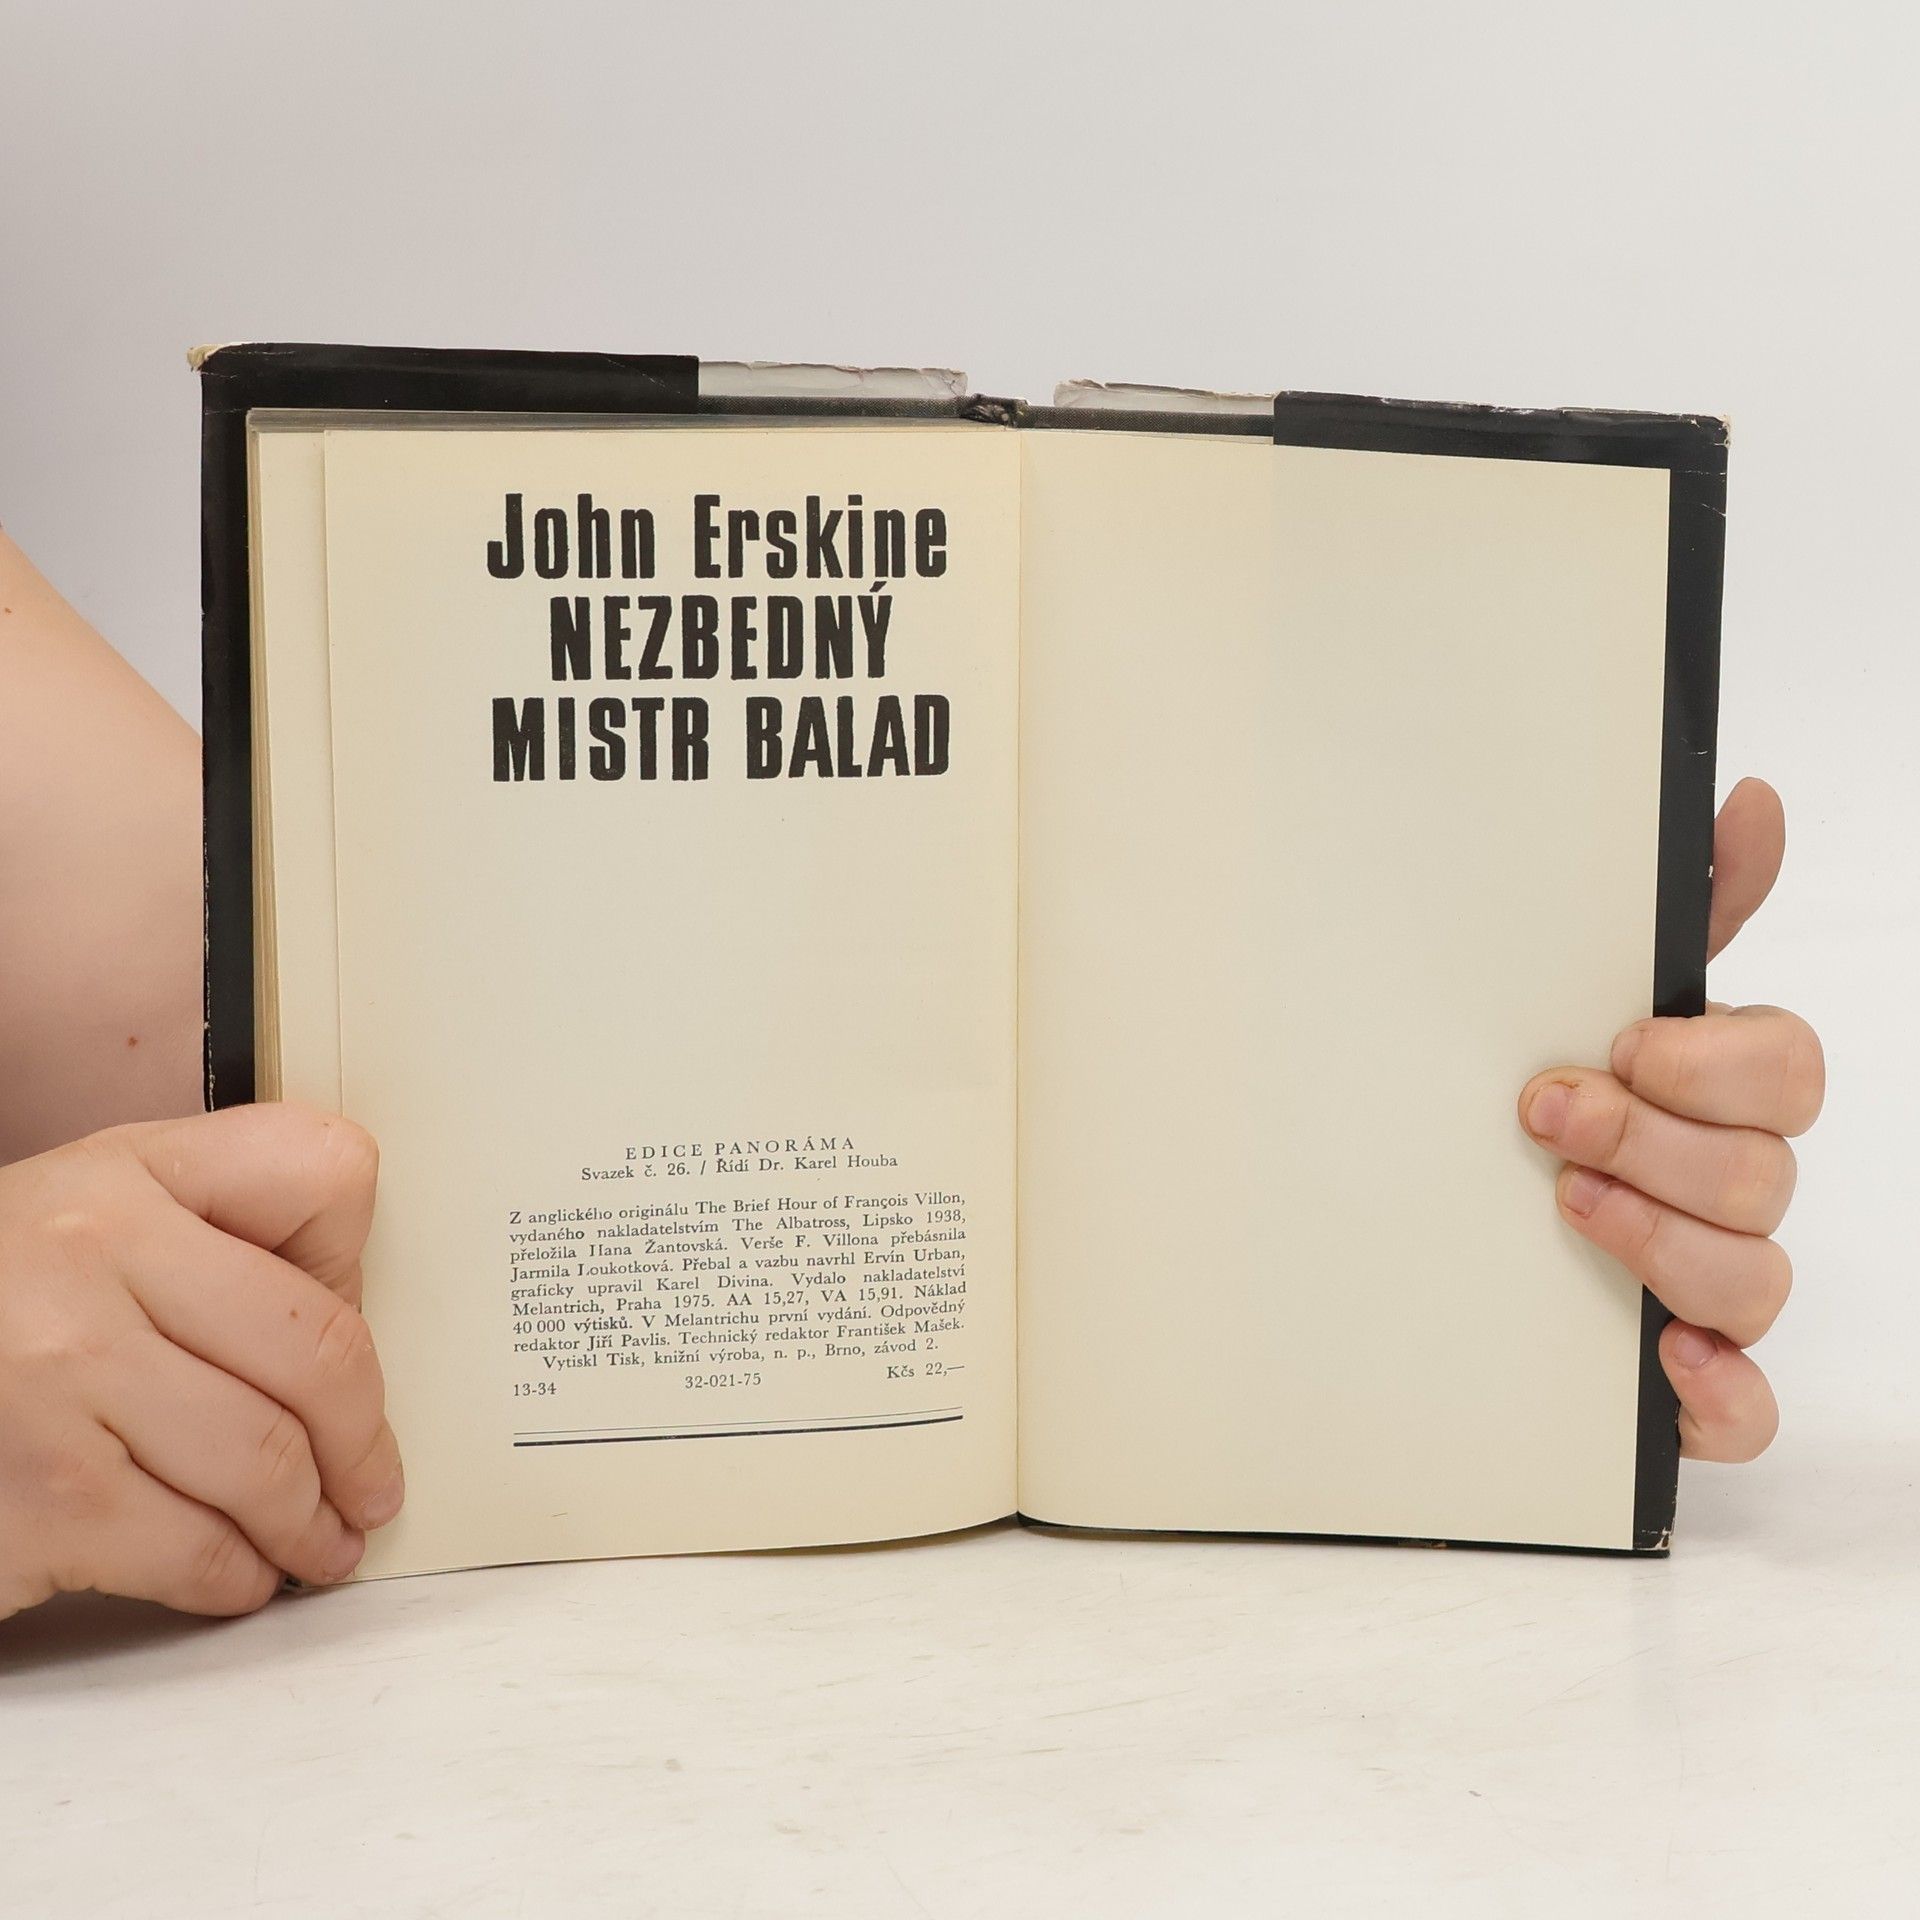 John Erskine
NEZBEDNÝ
MISTR BALAD
EDICE PANORÁMA
Svazek č. 26. / Řídí Dr. Karel Houba
Z anglického originálu The Brief Hour of François Villon,
vydaného nakladatelstvím The Albatross, Lipsko 1938,
přeložila Hana Žantovská. Verše F. Villona přebásnila
Jarmila Loukotková. Přebal a vazbu navrhl Ervín Urban,
graficky upravil Karel Divina. Vydalo nakladatelství
Melantrich, Praha 1975. AA 15,27, VA 15,91. Náklad
40 000 výtisků. V Melantrichu první vydání. Odpovědný
redaktor Jiří Pavlis. Technický redaktor František Mašek.
Vytiskl Tisk, knižní výroba, n. p., Brno, závod 2.
13-34 32-021-75 Kčs 22,—